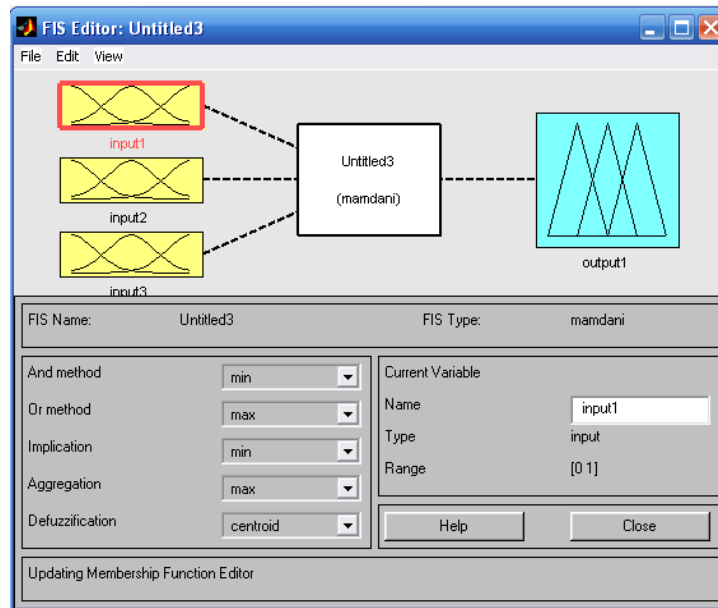 FIS Editor: Untitled3
File Edit View
input1
input2
input3
Untitled3
(mamdani)
output1
FIS Name: Untitled3 FIS Type: mamdani
And method min
Or method max
Implication min
Aggregation max
Defuzzification centroid
Current Variable
Name input1
Type input
Range [0 1]
Help Close
Updating Membership Function Editor